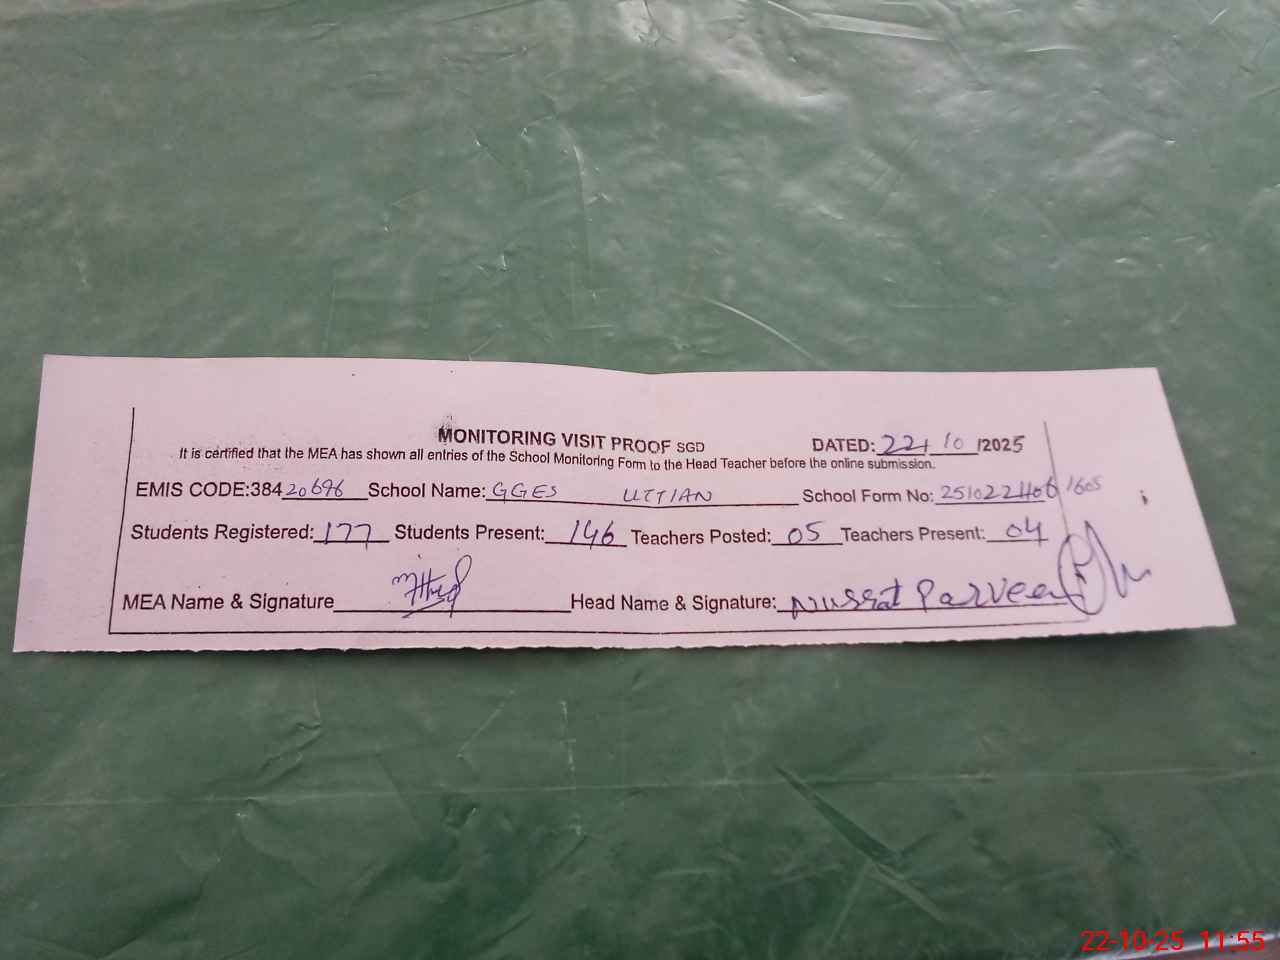 MONITORING VISIT PROOF SGD DATED: 22/10/2025
It is certified that the MEA has shown all entries of the School Monitoring Form to the Head Teacher before the online submission.
EMIS CODE:38420696 School Name: GGES UTTIAN School Form No: 2510221106 1605
Students Registered: 177 Students Present: 146 Teachers Posted: 05 Teachers Present: 04
MEA Name & Signature Head Name & Signature: Nussrat Parveen
22-10-25 11:55